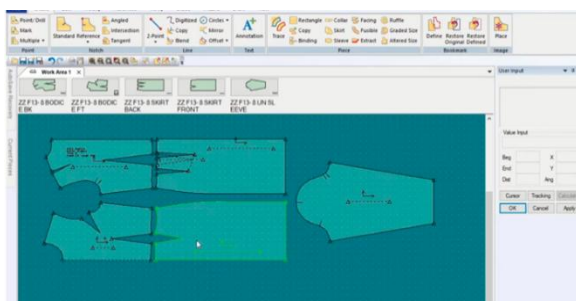 Point/ Drill
Mark
Multiple
Point
Standard Reference
Angled
Intersection
Tangent
Notch
2-Point
Digitized
Copy
Blend
Circles
Mirror
Offset
Line
Annotation
Text
Trace
Rectangle
Copy
Binding
Collar
Skirt
Sleeve
Facing
Fusible
Extract
Ruffle
Graded Size
Altered Size
Piece
Define
Restore Original
Restore Defined
Bookmark
Place
Image
Work Area 1
User Input
ZZ F13- 8 BODIC
E BK
ZZ F13- 8 BODIC
E FT
ZZ F13- 8 SKIRT
BACK
ZZ F13- 8 SKIRT
FRONT
ZZ F13- 8 UN SL
EEVE
Value Input
Beg
X
End
Y
Dist
Ang
Cursor
Tracking
OK
Cancel
Apply